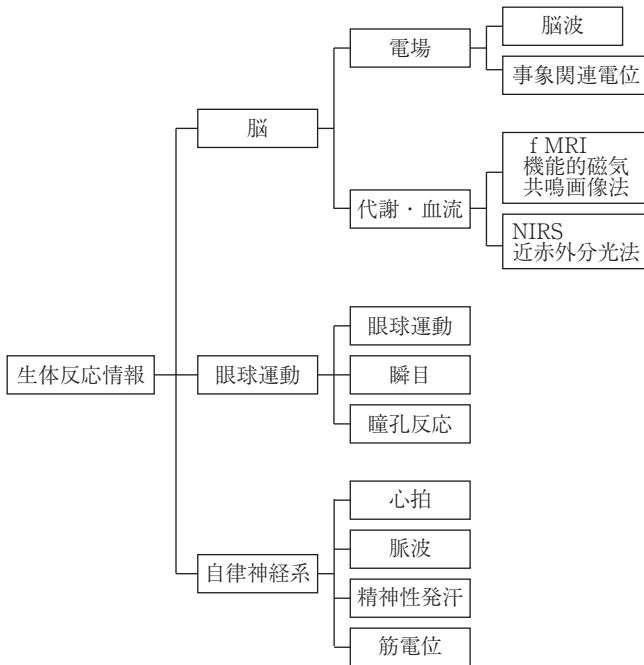 生体反応情報
脳
電場
脳波
事象関連電位
代謝・血流
f MRI
機能的磁気
共鳴画像法
NIRS
近赤外分光法
眼球運動
眼球運動
瞬目
瞳孔反応
自律神経系
心拍
脈波
精神性発汗
筋電位